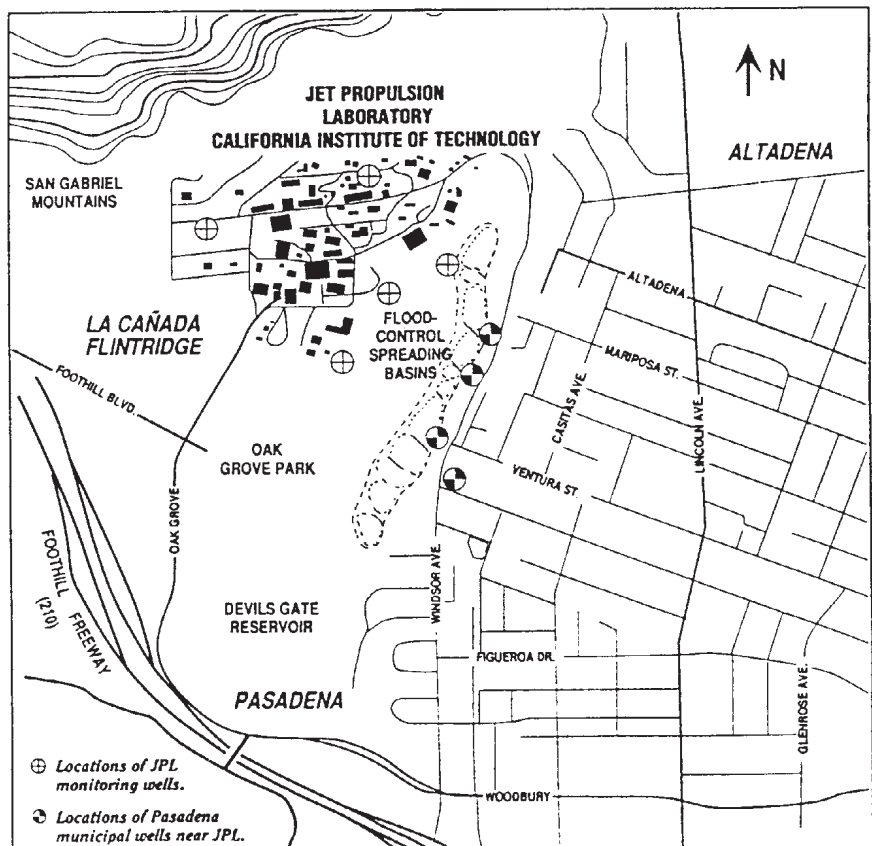 JET PROPULSION
LABORATORY
CALIFORNIA INSTITUTE OF TECHNOLOGY
N
ALTADENA
SAN GABRIEL
MOUNTAINS
ALTADENA
LA CAÑADA
FLINTRIDGE
FLOOD-
CONTROL
SPREADING
BASINS
MARIPOSA ST.
CASITAS AVE.
LINCOLN AVE.
FOOTHILL BLVD.
OAK
GROVE PARK
VENTURA ST.
OAK GROVE
FOOTHILL
FREEWAY
(210)
WINDSOR AVE.
DEVILS GATE
RESERVOIR
FIGUEROA DR.
GLENROSE AVE.
PASADENA
WOODBURY
Locations of JPL
monitoring wells.
Locations of Pasadena
municipal wells near JPL.